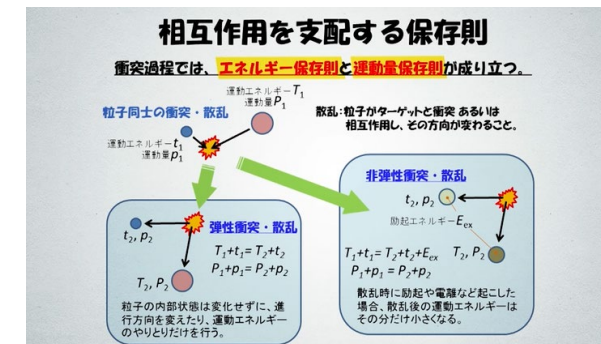 相互作用を支配する保存則
衝突過程では、エネルギー保存則と運動量保存則が成り立つ。
粒子同士の衝突・散乱
運動エネルギーT₁
運動量P₁
運動エネルギーt₁
運動量p₁
散乱:粒子がターゲットと衝突 あるいは
相互作用し、その方向が変わること。
弾性衝突・散乱
t₂, p₂
T₁+t₁= T₂+t₂
P₁+p₁= P₂+p₂
T₂, P₂
粒子の内部状態は変化せずに、進
行方向を変えたり、運動エネルギー
のやりとりだけを行う。
非弾性衝突・散乱
t₂, p₂
励起エネルギーEex
T₁+t₁= T₂+t₂+Eex
P₁+p₁ = P₂+p₂
T₂, P₂
散乱時に励起や電離など起こした
場合、散乱後の運動エネルギーは
その分だけ小さくなる。